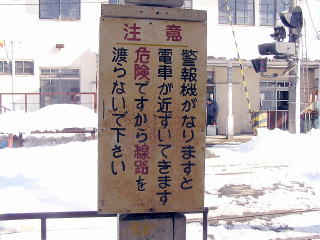 注意
警報機がなりますと
電車が近ずいてきます
危険ですから線路を
渡らないで下さい